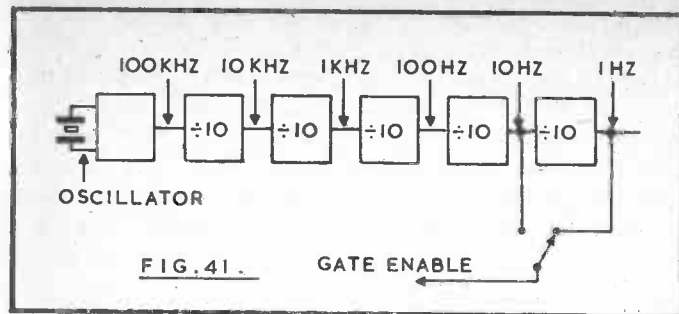 100KHZ 10KHZ 1KHZ 100HZ 10HZ 1HZ
÷10 ÷10 ÷10 ÷10 ÷10
OSCILLATOR
FIG.41. GATE ENABLE